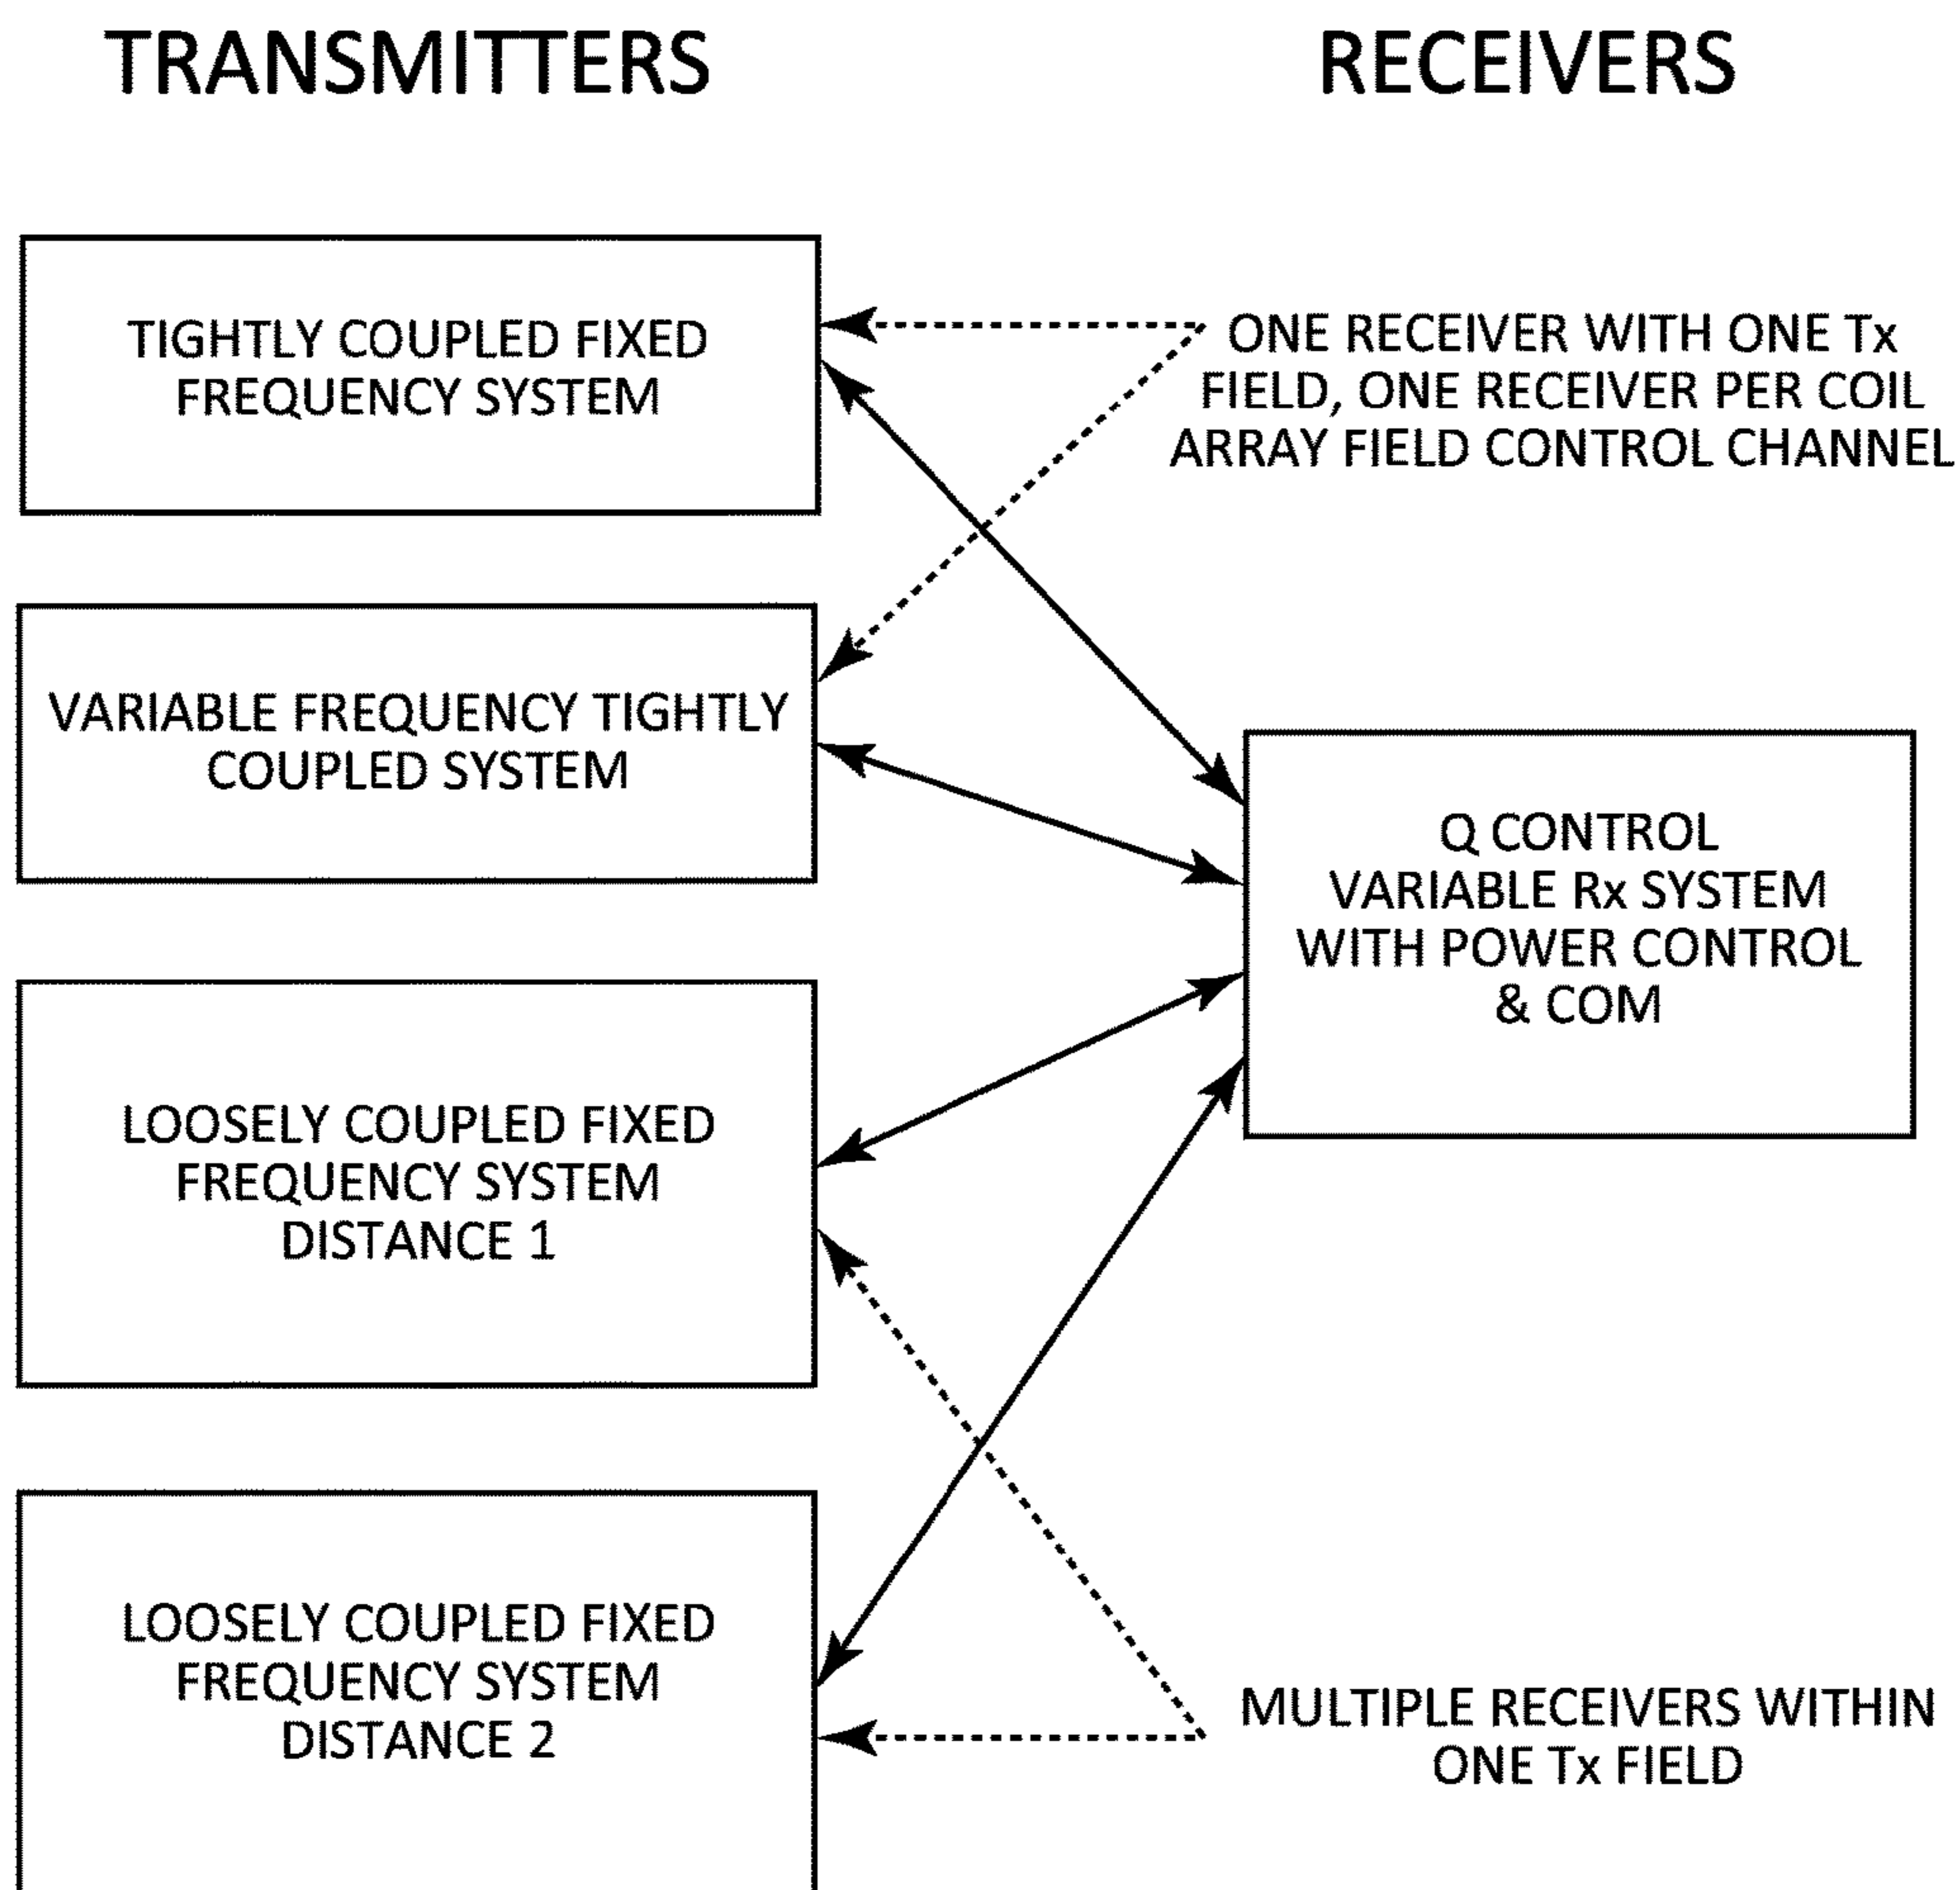 TRANSMITTERS
RECEIVERS
TIGHTLY COUPLED FIXED
FREQUENCY SYSTEM
ONE RECEIVER WITH ONE Tx
FIELD, ONE RECEIVER PER COIL
ARRAY FIELD CONTROL CHANNEL
VARIABLE FREQUENCY TIGHTLY
COUPLED SYSTEM
Q CONTROL
VARIABLE Rx SYSTEM
WITH POWER CONTROL
& COM
LOOSELY COUPLED FIXED
FREQUENCY SYSTEM
DISTANCE 1
LOOSELY COUPLED FIXED
FREQUENCY SYSTEM
DISTANCE 2
MULTIPLE RECEIVERS WITHIN
ONE Tx FIELD